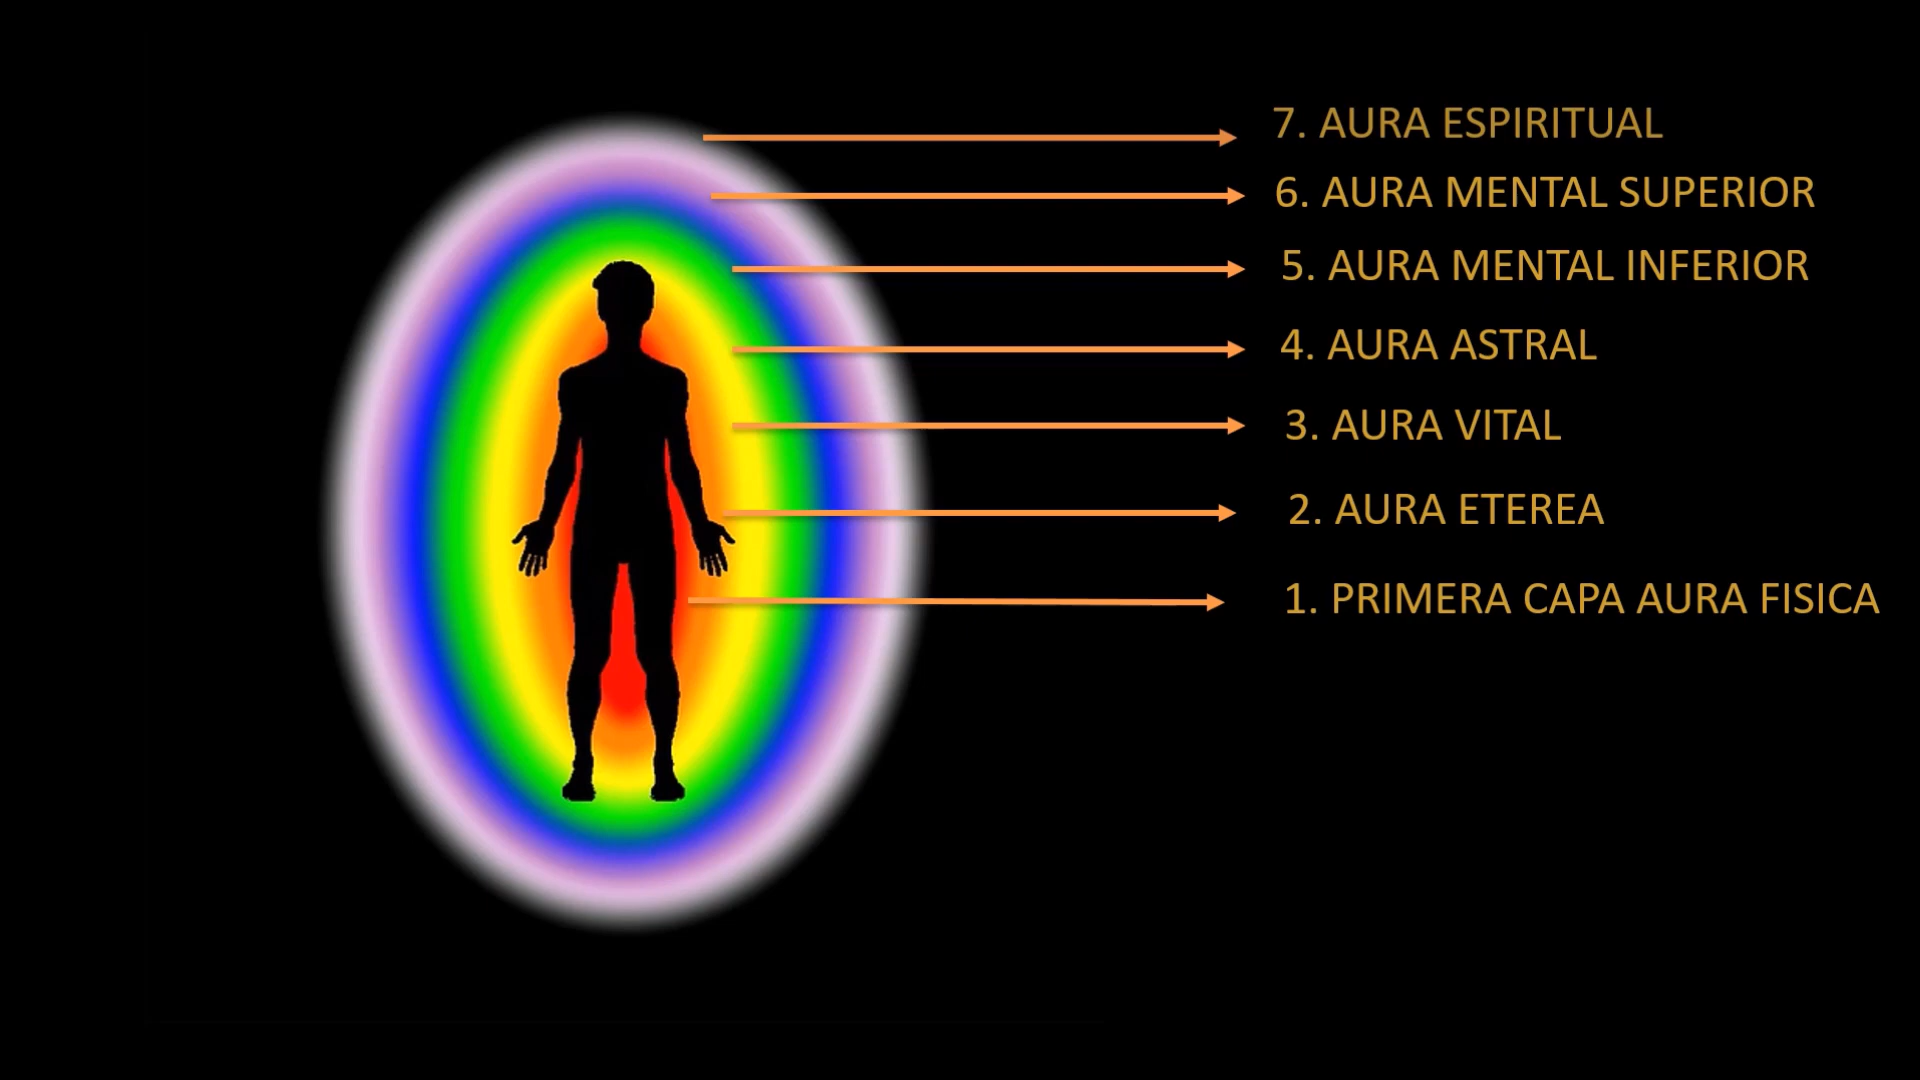 7. AURA ESPIRITUAL
6. AURA MENTAL SUPERIOR
5. AURA MENTAL INFERIOR
4. AURA ASTRAL
3. AURA VITAL
2. AURA ETEREA
1. PRIMERA CAPA AURA FISICA